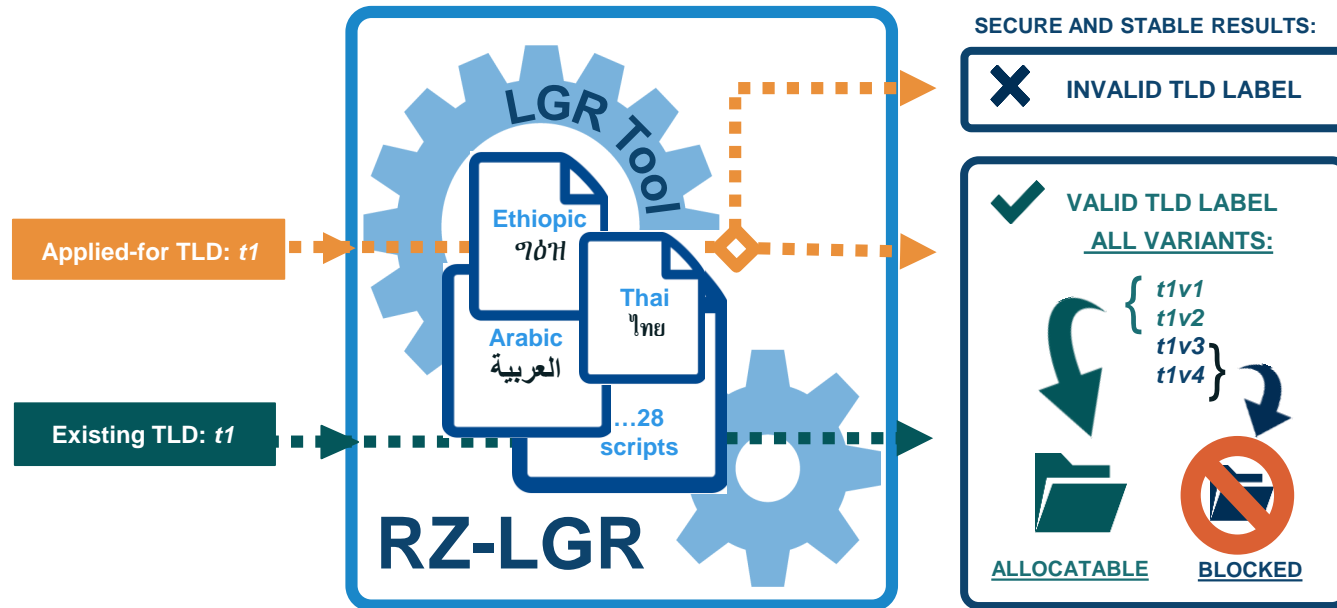 SECURE AND STABLE RESULTS:
LGR Tool
INVALID TLD LABEL
Applied-for TLD: t1
Ethiopic
ግዕዝ
Thai
ไทย
Arabic
العربية
Existing TLD: t1
…28
scripts
RZ-LGR
VALID TLD LABEL
ALL VARIANTS:
{ t1v1
t1v2
t1v3 }
t1v4
ALLOCATABLE
BLOCKED